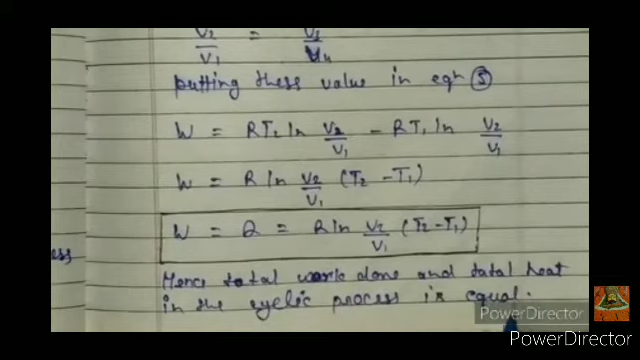 V₂/V₁ = V₃/V₄
putting these value in eqn ⑤
W = RT₂ ln V₂/V₁ - RT₁ ln V₂/V₁
W = R ln V₂/V₁ (T₂ - T₁)
W = Q = R ln V₂/V₁ (T₂ - T₁)
ess
Hence total work done and total heat
in the cyclic process is equal.
PowerDirector
PowerDirector